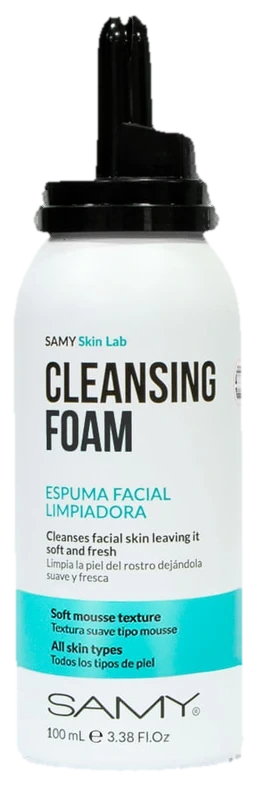 SAMY Skin Lab
CLEANSING
FOAM
ESPUMA FACIAL
LIMPIADORA
Cleanses facial skin leaving it
soft and fresh
Limpia la piel del rostro dejándola
suave y fresca
Soft mousse texture
Textura suave tipo mousse
All skin types
Todos los tipos de piel
SAMY®
100 mL ℮ 3.38 Fl.Oz